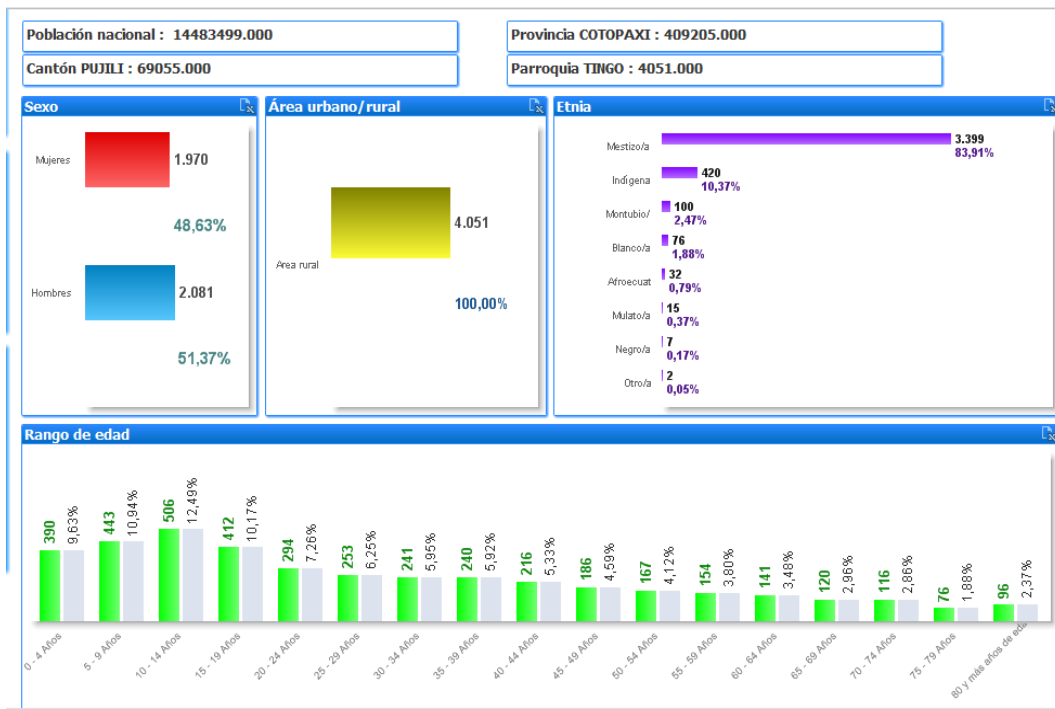 Población nacional : 14483499.000
Provincia COTOPAXI : 409205.000
Cantón PUJILI : 69055.000
Parroquia TINGO : 4051.000
Sexo
Mujeres
1.970
48,63%
Hombres
2.081
51,37%
Área urbano/rural
Area rural
4.051
100,00%
Etnia
Mestizo/a
3.399
83,91%
Indígena
420
10,37%
Montubio/
100
2,47%
Blanco/a
76
1,88%
Afroecuat
32
0,79%
Mulato/a
15
0,37%
Negro/a
7
0,17%
Otro/a
2
0,05%
Rango de edad
390 9,63%
443 10,94%
506 12,49%
412 10,17%
294 7,26%
253 6,25%
241 5,95%
240 5,92%
216 5,33%
186 4,59%
167 4,12%
154 3,80%
141 3,48%
120 2,96%
116 2,86%
76 1,88%
96 2,37%
0 - 4 Años
5 - 9 Años
10 - 14 Años
15 - 19 Años
20 - 24 Años
25 - 29 Años
30 - 34 Años
35 - 39 Años
40 - 44 Años
45 - 49 Años
50 - 54 Años
55 - 59 Años
60 - 64 Años
65 - 69 Años
70 - 74 Años
75 - 79 Años
80 y más años de eda